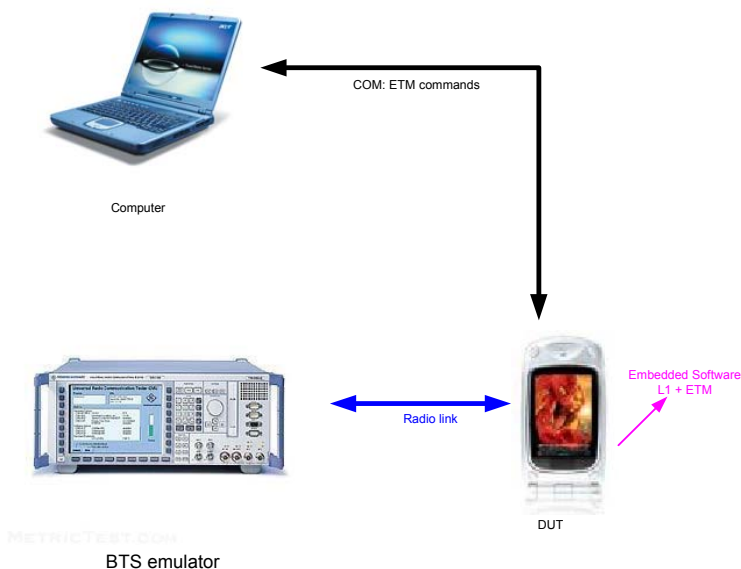 COM: ETM commands
Computer
Embedded Software
L1 + ETM
Radio link
DUT
METRICTEST.COM
BTS emulator